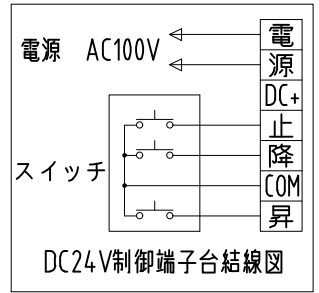 電源 AC100V
電
源
DC+
止
降
COM
昇
スイッチ
DC24V制御端子台結線図